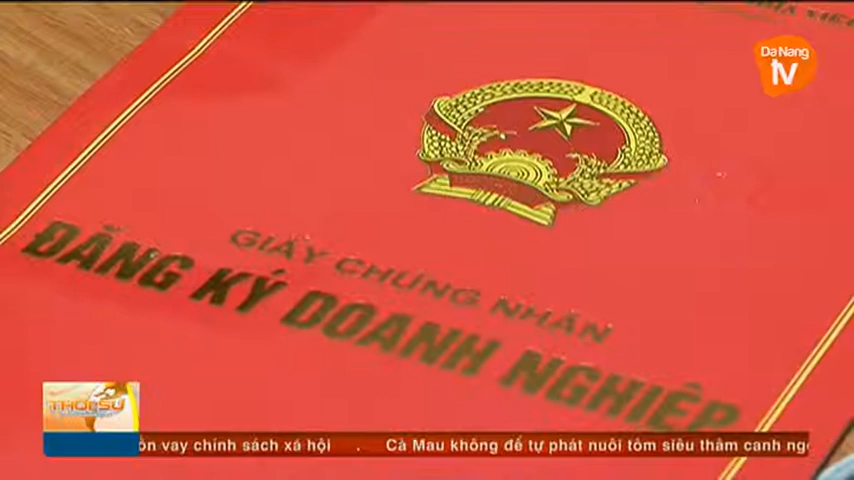 Da Nang
tV
GIẤY CHỨNG NHẬN
ĐĂNG KÝ DOANH NGHIỆP
THỜI SỰ
vay chính sách xã hội . Cà Mau không để tự phát nuôi tôm siêu thâm canh